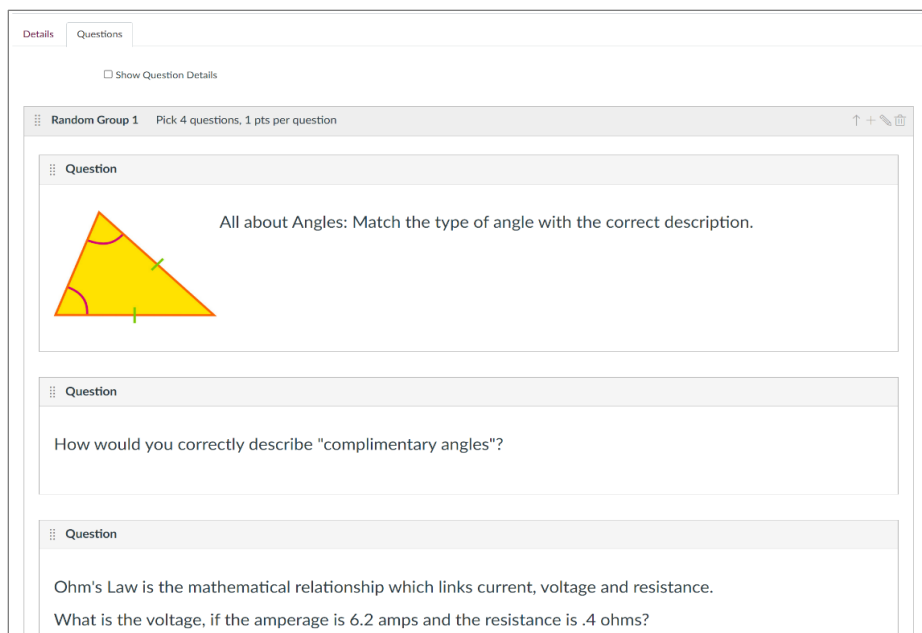 Details
Questions
Show Question Details
Random Group 1 Pick 4 questions, 1 pts per question
Question
All about Angles: Match the type of angle with the correct description.
Question
How would you correctly describe "complimentary angles"?
Question
Ohm's Law is the mathematical relationship which links current, voltage and resistance.
What is the voltage, if the amperage is 6.2 amps and the resistance is .4 ohms?